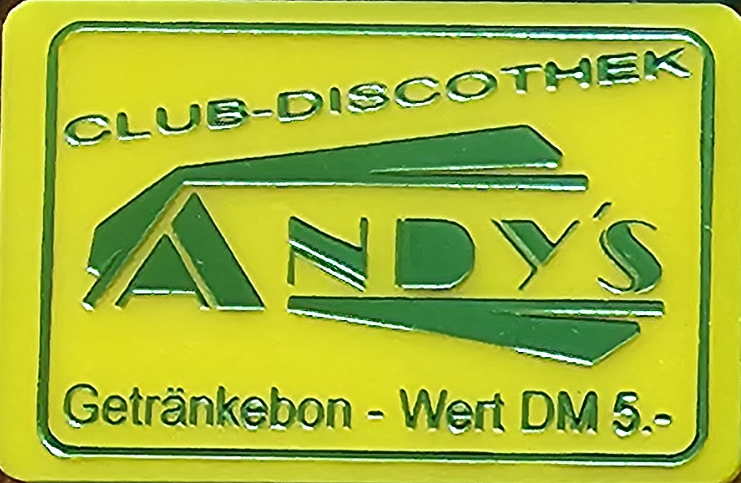 CLUB-DISCOTHEK
ANDY'S
Getränkebon - Wert DM 5.-